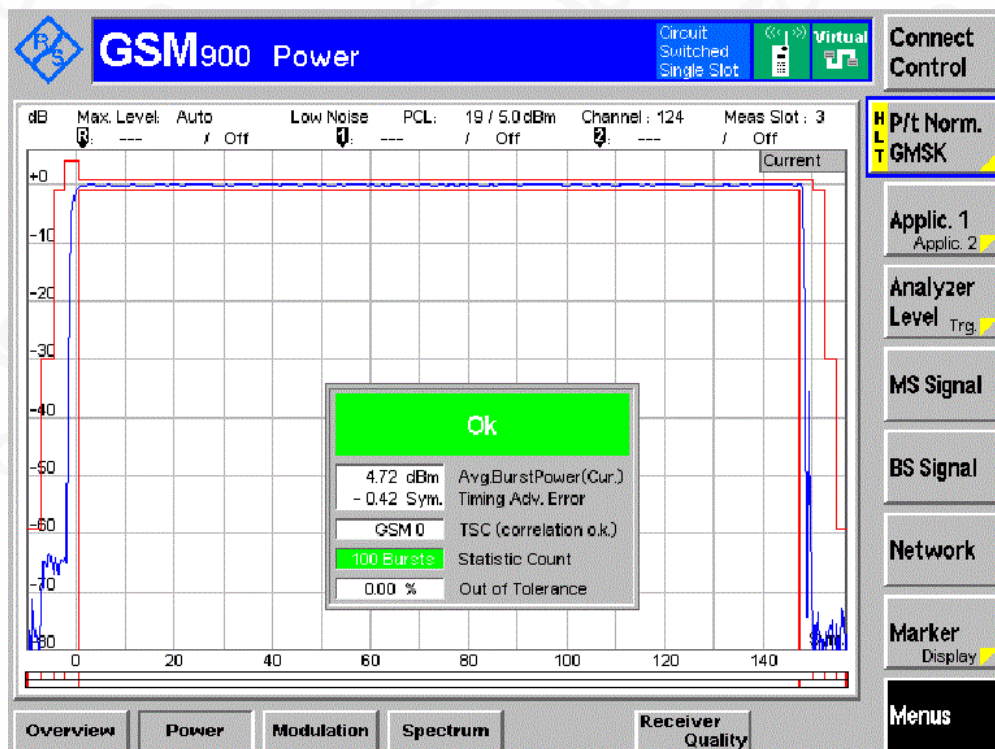 R/S
GSM900 Power
Circuit
Switched
Single Slot
Virtual
Connect
Control
dB Max. Level: Auto Low Noise PCL: 19 / 5.0 dBm Channel : 124 Meas Slot : 3
R: --- / Off 1: --- / Off 2: --- / Off
Current
H
L
T
P/t Norm.
GMSK
Applic. 1
Applic. 2
Analyzer
Level Trg.
MS Signal
BS Signal
Network
Marker
Display
Menus
+0
-10
-20
-30
-40
-50
-60
-70
-80
Ok
4.72 dBm Avg.BurstPower(Cur.)
- 0.42 Sym. Timing Adv. Error
GSM 0 TSC (correlation o.k.)
100 Bursts Statistic Count
0.00 % Out of Tolerance
0 20 40 60 80 100 120 140
Overview Power Modulation Spectrum Receiver
Quality